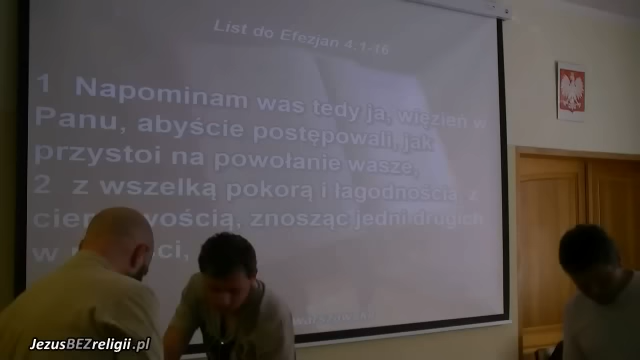 List do Efezjan 4:1-16
1 Napominam was tedy ja, więzień w
Panu, abyście postępowali, jak
przystoi na powołanie wasze,
2 z wszelką pokorą i łagodnością, z
znosząc jedni drugich
w
JezusBEZreligii.pl